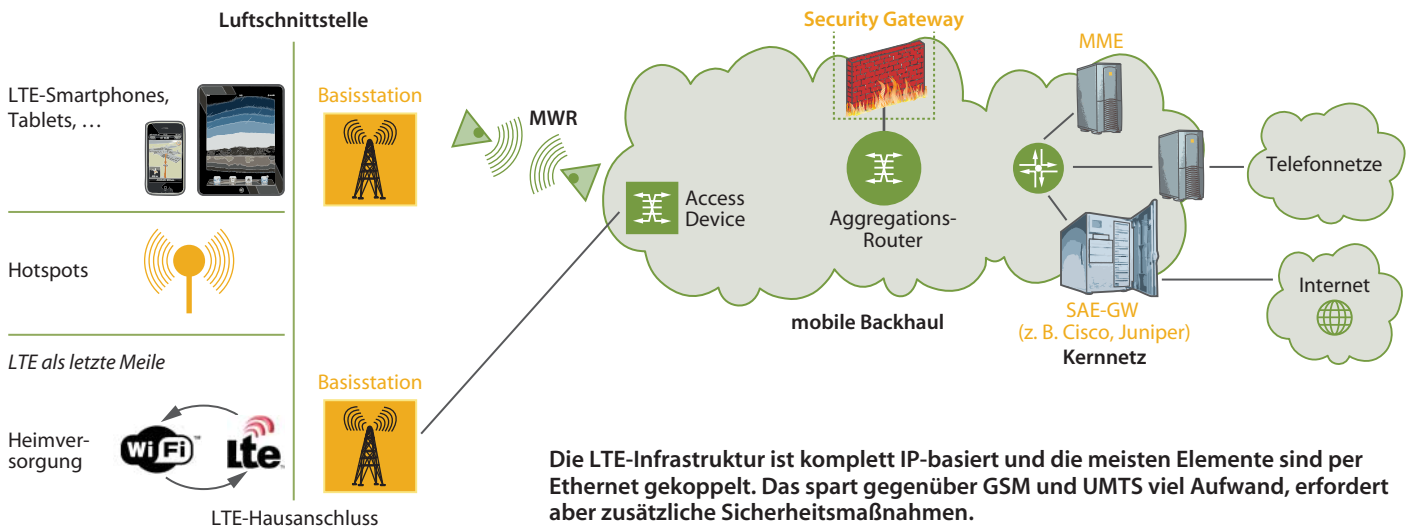 Luftschnittstelle
LTE-Smartphones,
Tablets, …
Basisstation
MWR
Security Gateway
MME
Access
Device
Aggregations-
Router
Telefonnetze
Hotspots
Internet
mobile Backhaul
SAE-GW
(z. B. Cisco, Juniper)
Kernnetz
LTE als letzte Meile
Basisstation
Heimver-
sorgung
Wi Fi ™
Lte
LTE-Hausanschluss
Die LTE-Infrastruktur ist komplett IP-basiert und die meisten Elemente sind per
Ethernet gekoppelt. Das spart gegenüber GSM und UMTS viel Aufwand, erfordert
aber zusätzliche Sicherheitsmaßnahmen.